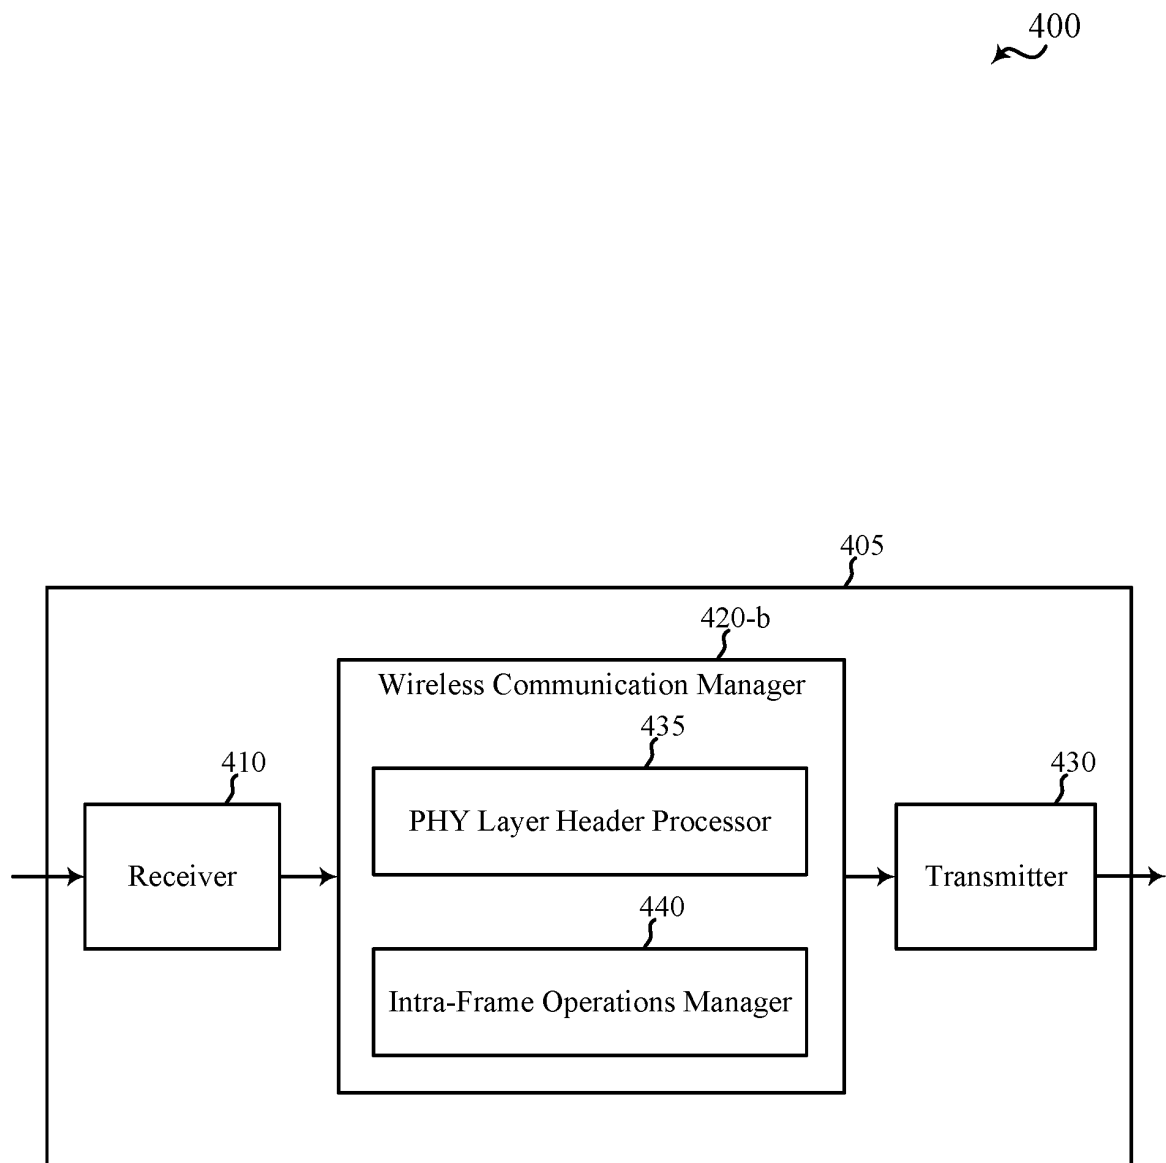 400
405
420-b
Wireless Communication Manager
435
410
430
PHY Layer Header Processor
Receiver
Transmitter
440
Intra-Frame Operations Manager